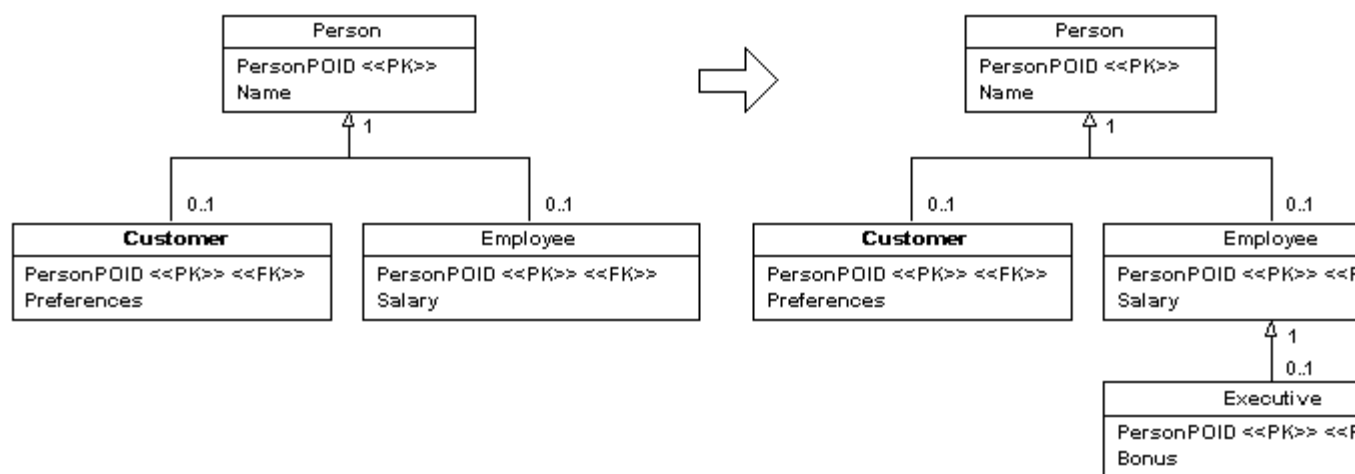 Person
PersonPOID <<PK>>
Name
1
0..1
0..1
Customer
PersonPOID <<PK>> <<FK>>
Preferences
Employee
PersonPOID <<PK>> <<FK>>
Salary
Person
PersonPOID <<PK>>
Name
1
0..1
0..1
Customer
PersonPOID <<PK>> <<FK>>
Preferences
Employee
PersonPOID <<PK>> <<F
Salary
1
0..1
Executive
PersonPOID <<PK>> <<F
Bonus